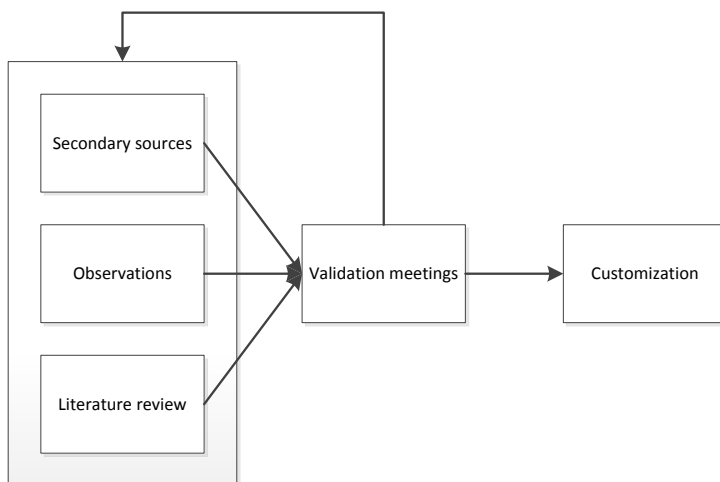 Secondary sources
Observations
Validation meetings
Customization
Literature review